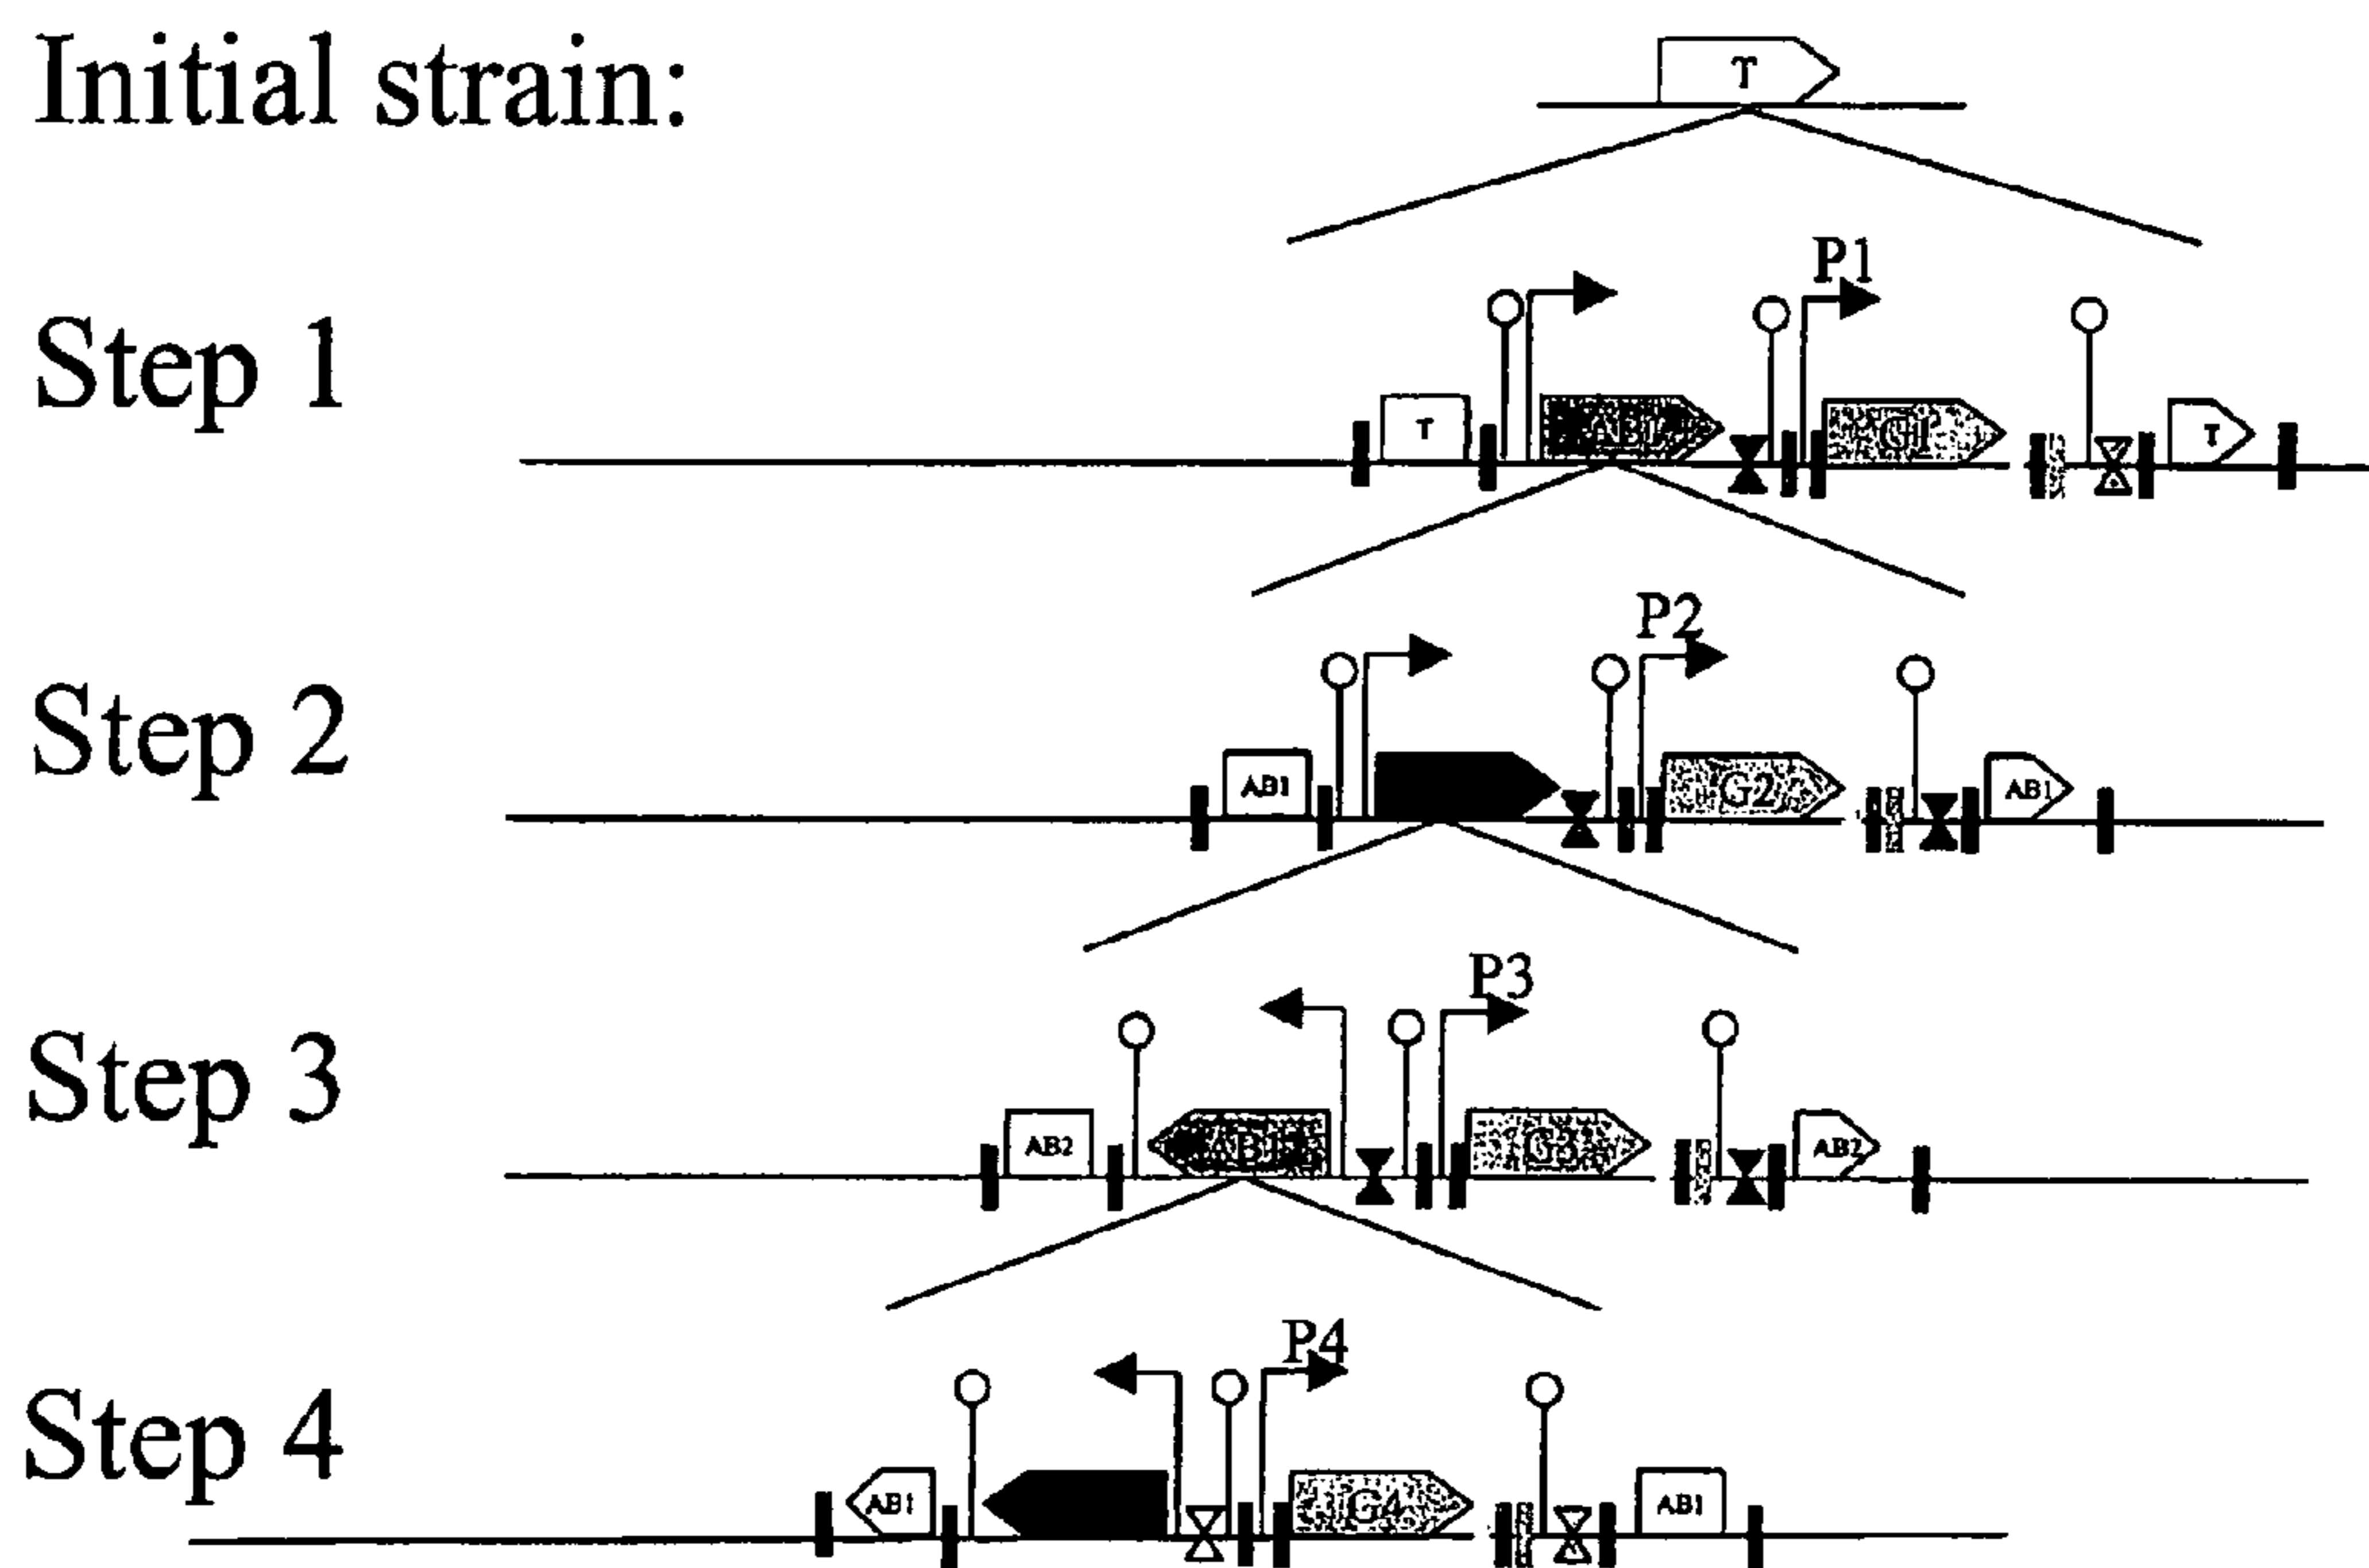 Initial strain:
T
P1
Step 1
T AB1 G1 T
P2
Step 2
AB1 G2 AB1
P3
Step 3
AB2 AB1 G3 AB2
P4
Step 4
AB1 G4 AB1